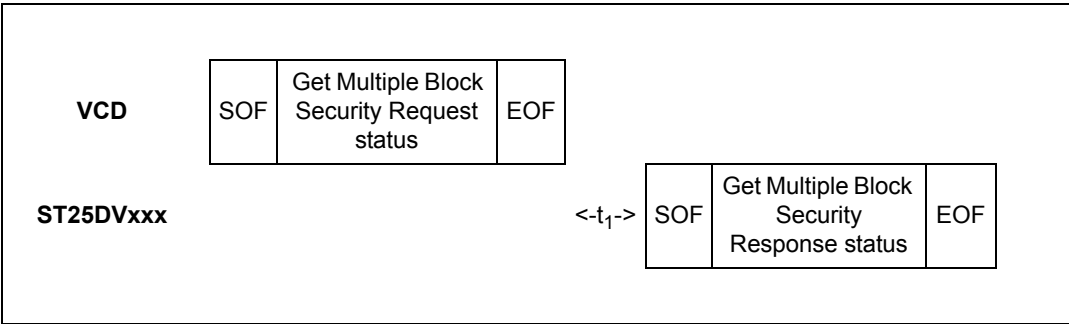 Get Multiple Block
VCD SOF Security Request EOF
status
Get Multiple Block
ST25DVxxx <-t₁-> SOF Security EOF
Response status